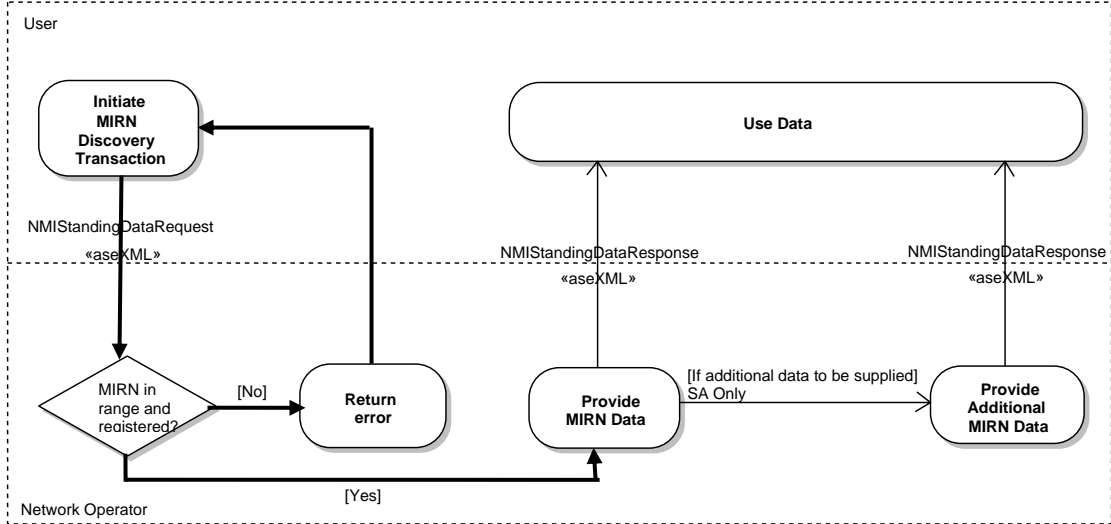 User
Initiate
MIRN
Discovery
Transaction
Use Data
NMIStandingDataRequest
«aseXML»
NMIStandingDataResponse
«aseXML»
NMIStandingDataResponse
«aseXML»
MIRN in
range and
registered?
[No]
Return
error
[Yes]
Provide
MIRN Data
[If additional data to be supplied]
SA Only
Provide
Additional
MIRN Data
Network Operator